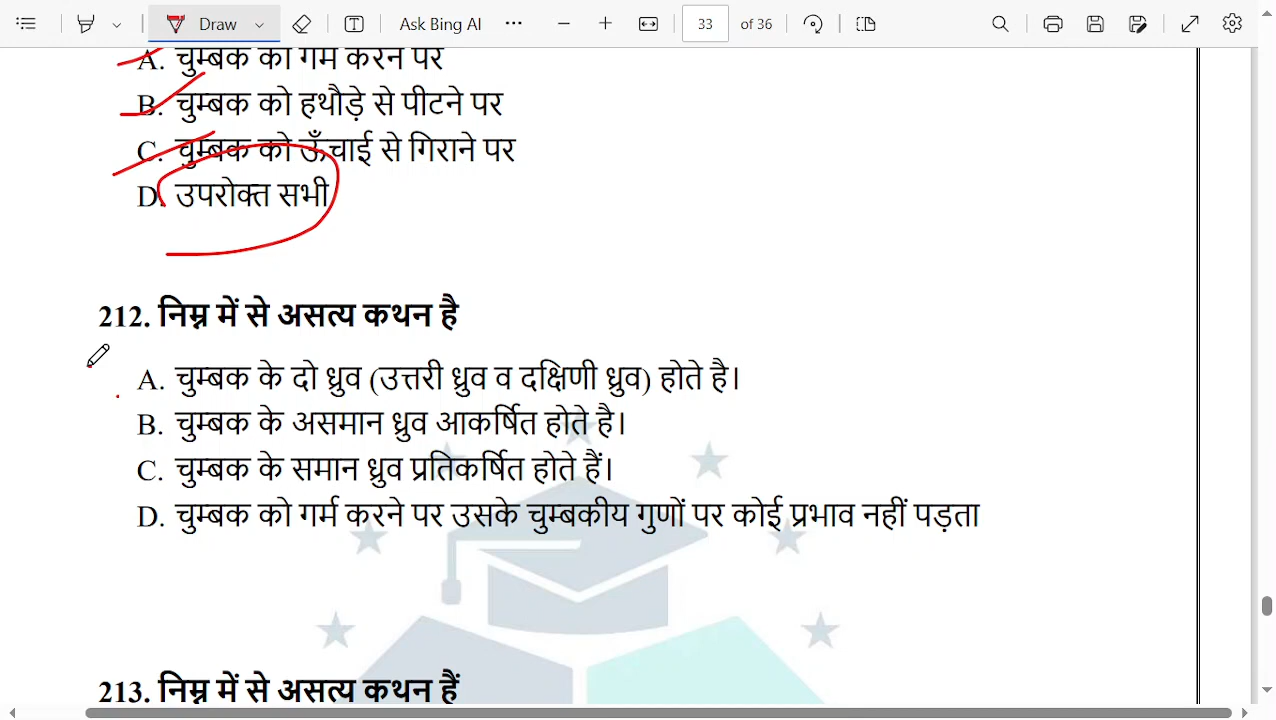 Draw
Ask Bing AI
33 of 36
A. चुम्बक को गर्म करने पर
B. चुम्बक को हथौड़े से पीटने पर
C. चुम्बक को ऊँचाई से गिराने पर
D. उपरोक्त सभी
212. निम्न में से असत्य कथन है
A. चुम्बक के दो ध्रुव (उत्तरी ध्रुव व दक्षिणी ध्रुव) होते है।
B. चुम्बक के असमान ध्रुव आकर्षित होते है।
C. चुम्बक के समान ध्रुव प्रतिकर्षित होते हैं।
D. चुम्बक को गर्म करने पर उसके चुम्बकीय गुणों पर कोई प्रभाव नहीं पड़ता
213. निम्न में से असत्य कथन हैं